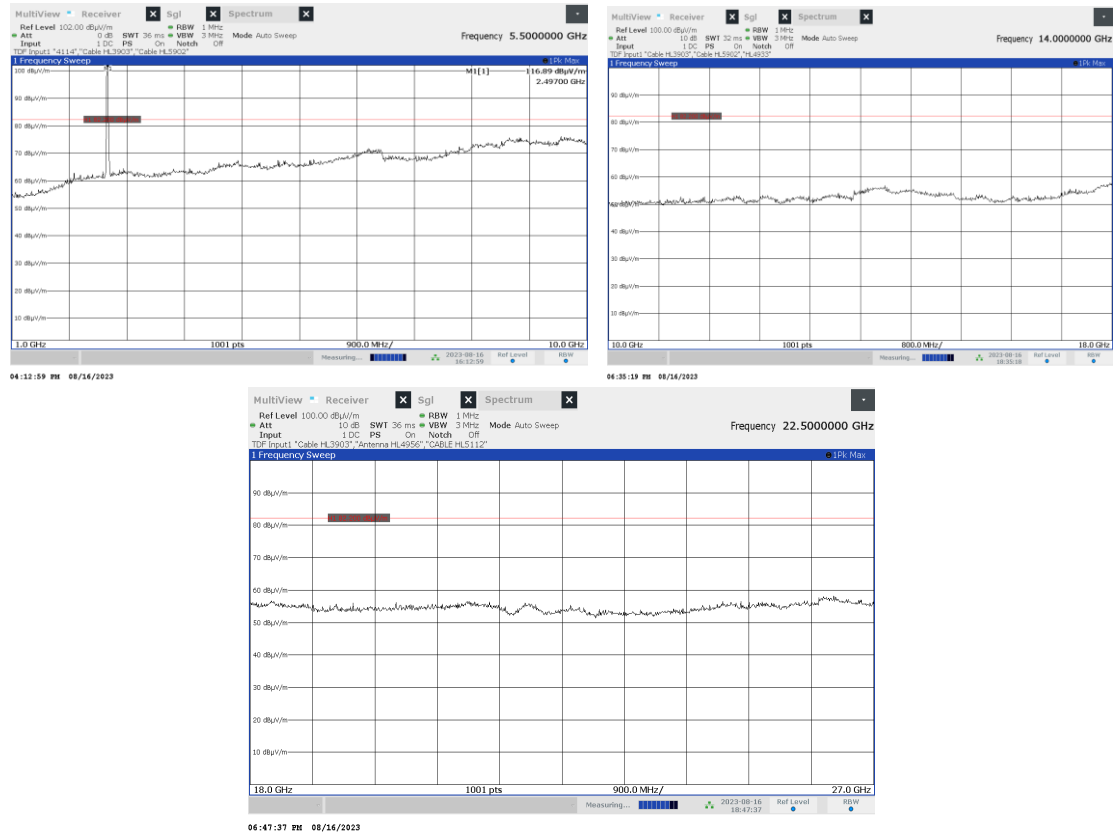 MultiView Receiver Sgl Spectrum
Ref Level 102.00 dBµV/m RBW 1 MHz
Att 0 dB SWT 36 ms VBW 3 MHz Mode Auto Sweep Frequency 5.5000000 GHz
Input 1 DC PS On Notch Off
TDF Input1 "4114","Cable HL3903","Cable HL5902"
1 Frequency Sweep 1Pk Max
100 dBµV/m M1[1] 116.89 dBµV/m
2.49700 GHz
90 dBµV/m
80 dBµV/m
70 dBµV/m
60 dBµV/m
50 dBµV/m
40 dBµV/m
30 dBµV/m
20 dBµV/m
10 dBµV/m
1.0 GHz 1001 pts 900.0 MHz/ 10.0 GHz
Measuring... 2023-08-16 16:12:59 Ref Level RBW
04:12:59 PM 08/16/2023
MultiView Receiver Sgl Spectrum
Ref Level 100.00 dBµV/m RBW 1 MHz
Att 10 dB SWT 32 ms VBW 3 MHz Mode Auto Sweep Frequency 14.0000000 GHz
Input 1 DC PS On Notch Off
TDF Input1 "Cable HL3903","Cable HL5902","HL4933"
1 Frequency Sweep 1Pk Max
90 dBµV/m
80 dBµV/m
70 dBµV/m
60 dBµV/m
50 dBµV/m
40 dBµV/m
30 dBµV/m
20 dBµV/m
10 dBµV/m
10.0 GHz 1001 pts 800.0 MHz/ 18.0 GHz
Measuring... 2023-08-16 18:35:18 Ref Level RBW
06:35:19 PM 08/16/2023
MultiView Receiver Sgl Spectrum
Ref Level 100.00 dBµV/m RBW 1 MHz
Att 10 dB SWT 36 ms VBW 3 MHz Mode Auto Sweep Frequency 22.5000000 GHz
Input 1 DC PS On Notch Off
TDF Input1 "Cable HL3903","Antenna HL4956","CABLE HL5112"
1 Frequency Sweep 1Pk Max
90 dBµV/m
80 dBµV/m
70 dBµV/m
60 dBµV/m
50 dBµV/m
40 dBµV/m
30 dBµV/m
20 dBµV/m
10 dBµV/m
18.0 GHz 1001 pts 900.0 MHz/ 27.0 GHz
Measuring... 2023-08-16 18:47:37 Ref Level RBW
06:47:37 PM 08/16/2023